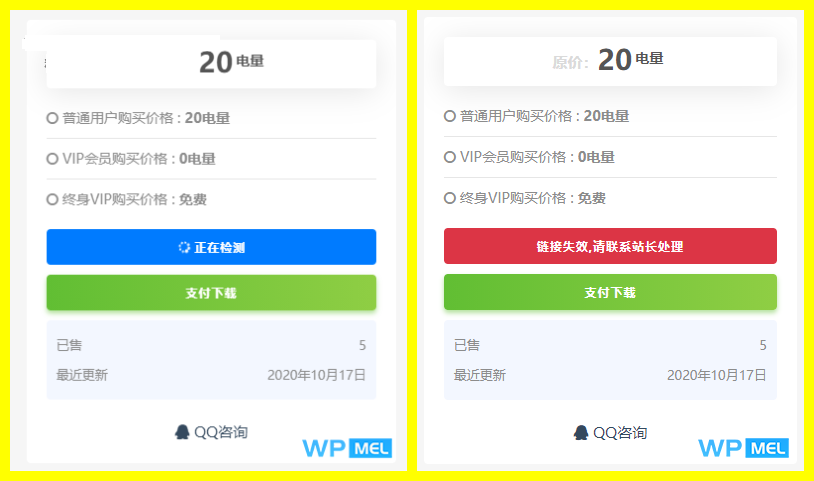 20电量
普通用户购买价格 : 20电量
VIP会员购买价格 : 0电量
终身VIP购买价格 : 免费
正在检测
支付下载
已售 5
最近更新 2020年10月17日
QQ咨询
WP MEL
原价: 20电量
普通用户购买价格 : 20电量
VIP会员购买价格 : 0电量
终身VIP购买价格 : 免费
链接失效,请联系站长处理
支付下载
已售 5
最近更新 2020年10月17日
QQ咨询
WP MEL